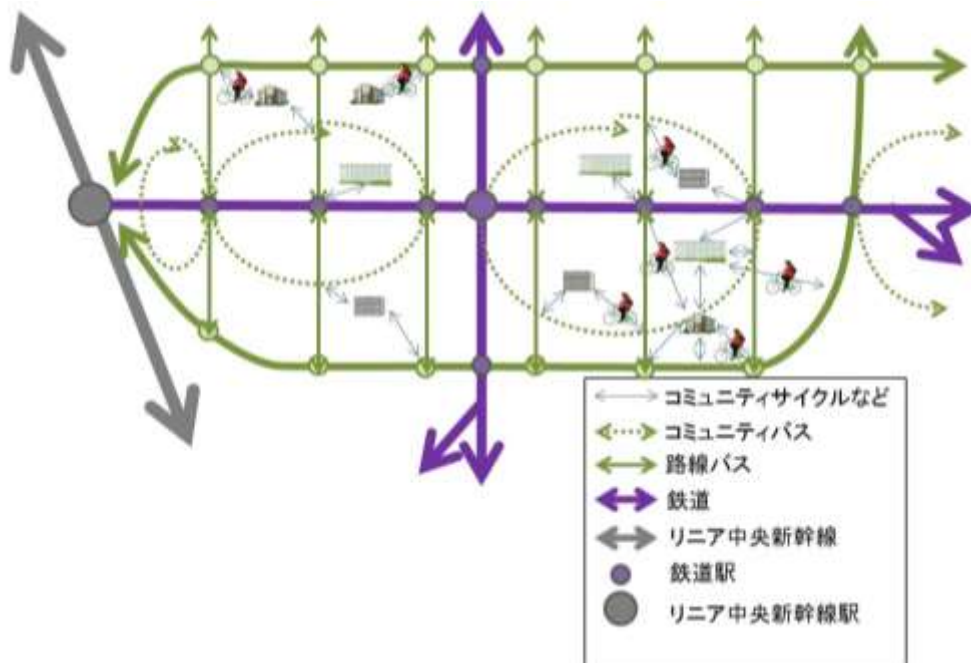 コミュニティサイクルなど
コミュニティバス
路線バス
鉄道
リニア中央新幹線
鉄道駅
リニア中央新幹線駅